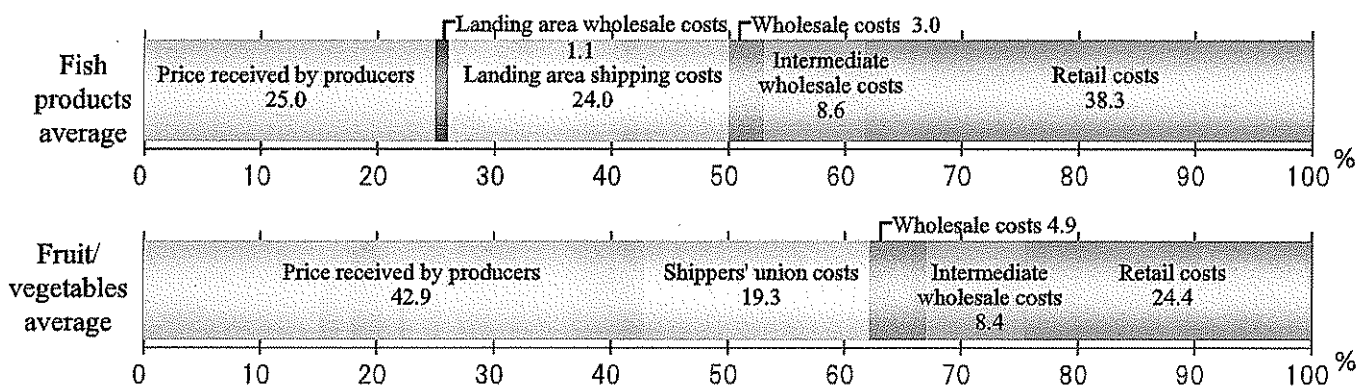 Landing area wholesale costs
1.1
Wholesale costs 3.0
Fish
products
average
Price received by producers
25.0
Landing area shipping costs
24.0
Intermediate
wholesale costs
8.6
Retail costs
38.3
0 10 20 30 40 50 60 70 80 90 100 %
Wholesale costs 4.9
Fruit/
vegetables
average
Price received by producers
42.9
Shippers' union costs
19.3
Intermediate
wholesale costs
8.4
Retail costs
24.4
0 10 20 30 40 50 60 70 80 90 100 %